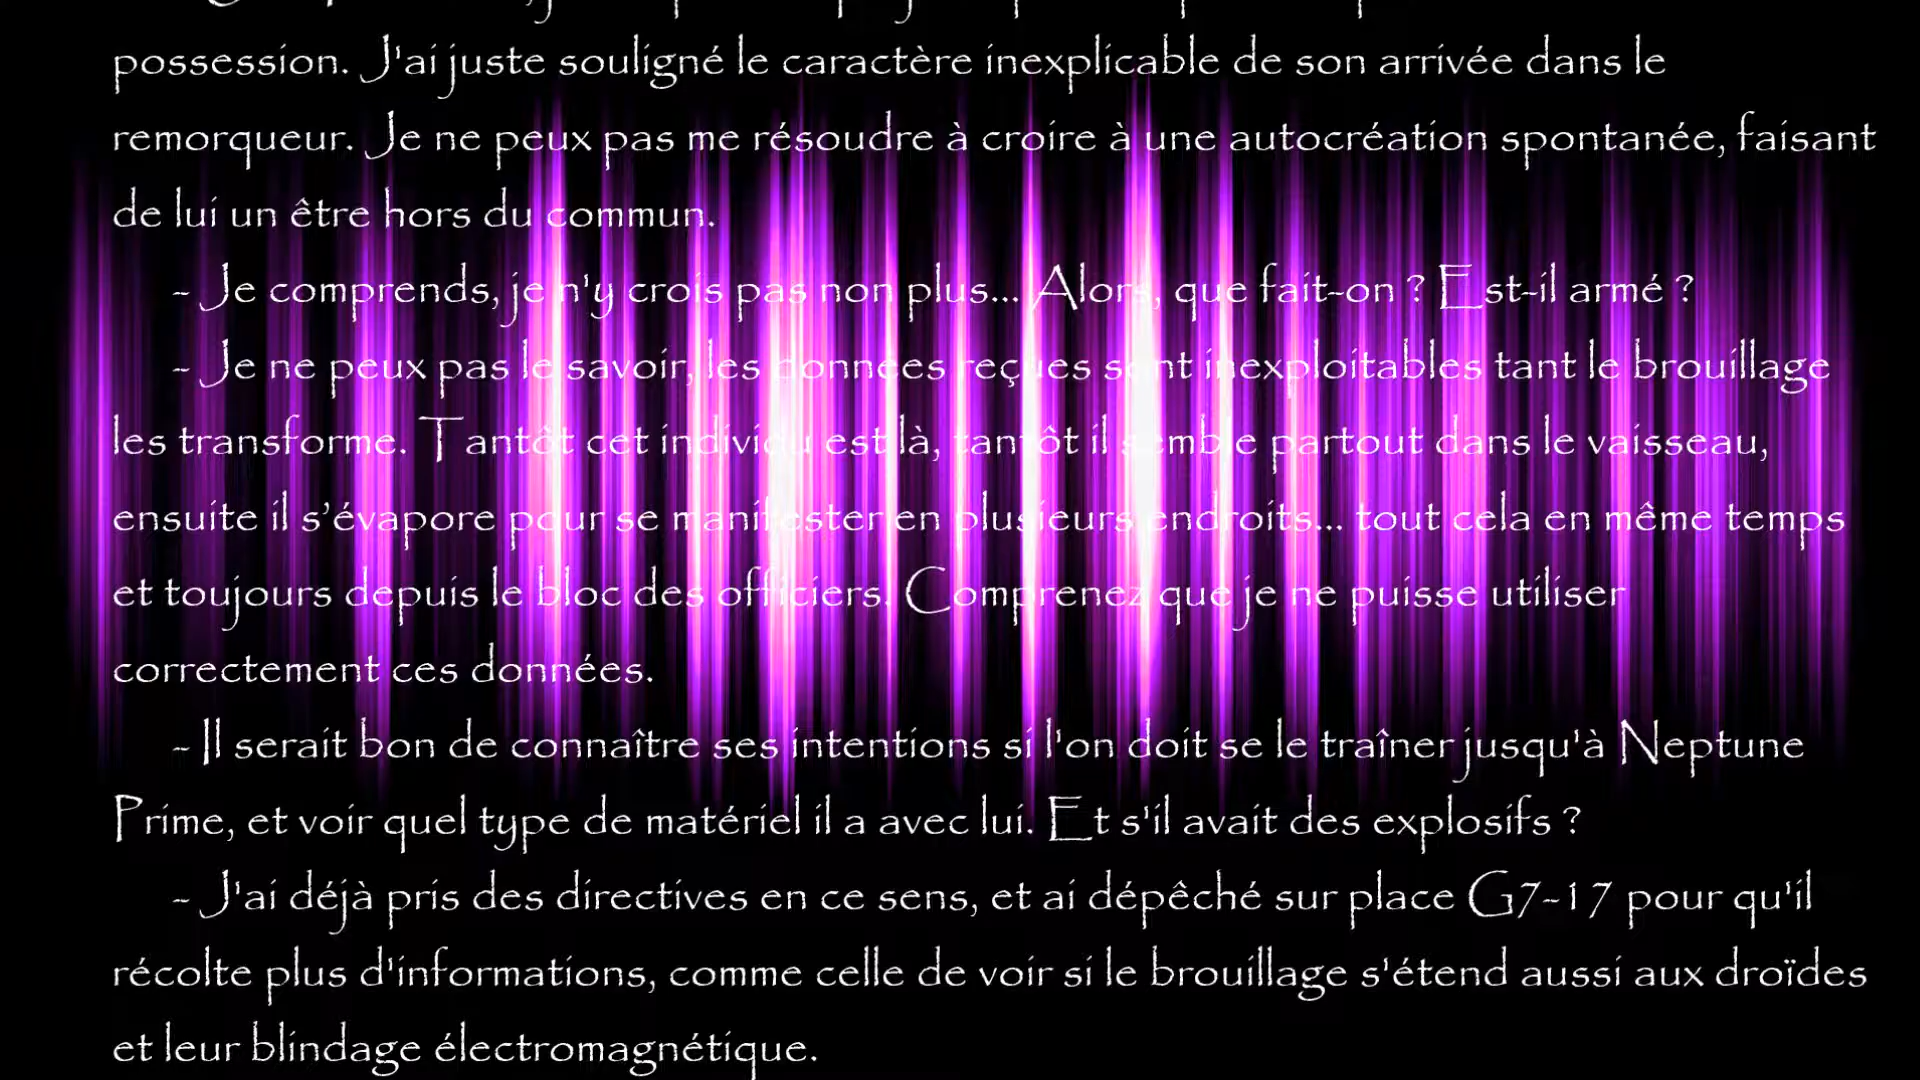 possession. J'ai juste souligné le caractère inexplicable de son arrivée dans le
remorqueur. Je ne peux pas me résoudre à croire à une autocréation spontanée, faisant
de lui un être hors du commun.
- Je comprends, je n'y crois pas non plus... Alors, que fait-on ? Est-il armé ?
- Je ne peux pas le savoir, les données reçues sont inexploitables tant le brouillage
les transforme. Tantôt cet individu est là, tantôt il semble partout dans le vaisseau,
ensuite il s’évapore pour se manifester en plusieurs endroits... tout cela en même temps
et toujours depuis le bloc des officiers. Comprenez que je ne puisse utiliser
correctement ces données.
- Il serait bon de connaître ses intentions si l'on doit se le traîner jusqu'à Neptune
Prime, et voir quel type de matériel il a avec lui. Et s'il avait des explosifs ?
- J'ai déjà pris des directives en ce sens, et ai dépêché sur place G7-17 pour qu'il
récolte plus d'informations, comme celle de voir si le brouillage s'étend aussi aux droïdes
et leur blindage électromagnétique.